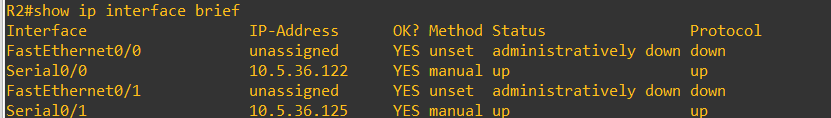 R2#show ip interface brief
Interface                  IP-Address      OK? Method Status                Protocol
FastEthernet0/0            unassigned      YES unset  administratively down down
Serial0/0                  10.5.36.122     YES manual up                    up
FastEthernet0/1            unassigned      YES unset  administratively down down
Serial0/1                  10.5.36.125     YES manual up                    up